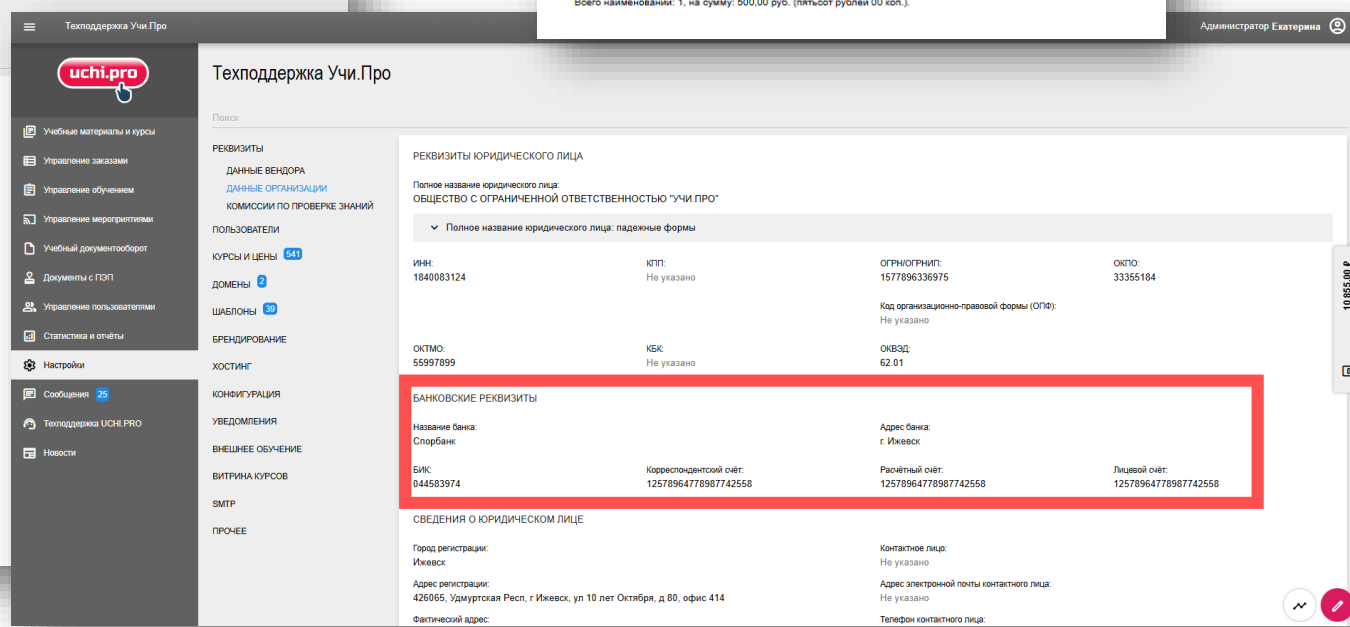 Всего наименований: 1, на сумму: 500,00 руб. (пятьсот рублей 00 коп.).
Техподдержка Учи.Про
Администратор Екатерина
uchi.pro
Учебные материалы и курсы
Управление заказами
Управление обучением
Управление мероприятиями
Учебный документооборот
Документы с ПЭП
Управление пользователями
Статистика и отчёты
Настройки
Сообщения 25
Техподдержка UCHI.PRO
Новости
Техподдержка Учи.Про
Поиск
РЕКВИЗИТЫ
ДАННЫЕ ВЕНДОРА
ДАННЫЕ ОРГАНИЗАЦИИ
КОМИССИИ ПО ПРОВЕРКЕ ЗНАНИЙ
ПОЛЬЗОВАТЕЛИ
КУРСЫ И ЦЕНЫ 541
ДОМЕНЫ 2
ШАБЛОНЫ 39
БРЕНДИРОВАНИЕ
ХОСТИНГ
КОНФИГУРАЦИЯ
УВЕДОМЛЕНИЯ
ВНЕШНЕЕ ОБУЧЕНИЕ
ВИТРИНА КУРСОВ
SMTP
ПРОЧЕЕ
РЕКВИЗИТЫ ЮРИДИЧЕСКОГО ЛИЦА
Полное название юридического лица:
ОБЩЕСТВО С ОГРАНИЧЕННОЙ ОТВЕТСТВЕННОСТЬЮ "УЧИ.ПРО"
Полное название юридического лица: падежные формы
ИНН: КПП: ОГРН/ОГРНИП: ОКПО:
1840083124 Не указано 1577896336975 33355184
Код организационно-правовой формы (ОПФ):
Не указано
ОКТМО: КБК: ОКВЭД:
55997899 Не указано 62.01
БАНКОВСКИЕ РЕКВИЗИТЫ
Название банка: Адрес банка:
Спорбанк г. Ижевск
БИК: Корреспондентский счёт: Расчётный счёт: Лицевой счёт:
044583974 12578964778987742558 12578964778987742558 12578964778987742558
СВЕДЕНИЯ О ЮРИДИЧЕСКОМ ЛИЦЕ
Город регистрации: Контактное лицо:
Ижевск Не указано
Адрес регистрации: Адрес электронной почты контактного лица:
426065, Удмуртская Респ, г Ижевск, ул 10 лет Октября, д 80, офис 414 Не указано
Фактический адрес: Телефон контактного лица:
10 855.00 ₽